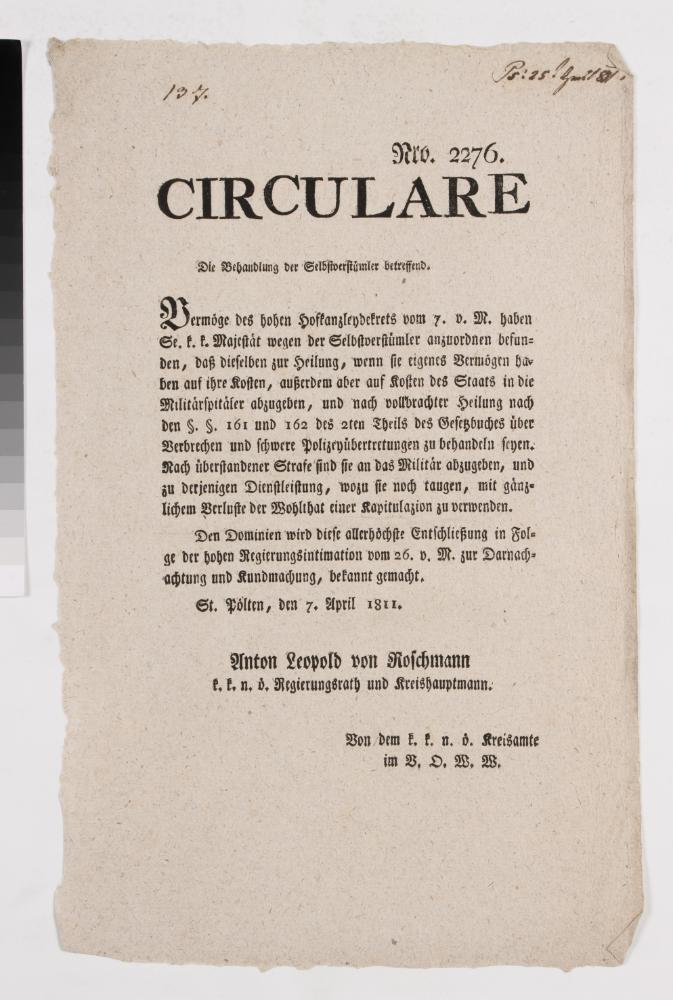 137.
Nro. 2276.
CIRCULARE
Die Behandlung der Selbstverstümler betreffend.
Vermöge des hohen Hofkanzleydekrets vom 7. v. M. haben
Se. k. k. Majestät wegen der Selbstverstümler anzuordnen befun-
den, daß dieselben zur Heilung, wenn sie eigenes Vermögen ha-
ben auf ihre Kosten, außerdem aber auf Kosten des Staats in die
Militärspitäler abzugeben, und nach vollbrachter Heilung nach
den §. §. 161 und 162 des 2ten Theils des Gesetzbuches über
Verbrechen und schwere Polizeyübertretungen zu behandeln seyen.
Nach überstandener Strafe sind sie an das Militär abzugeben, und
zu derjenigen Dienstleistung, wozu sie noch taugen, mit gänz-
lichem Verluste der Wohlthat einer Kapitulazion zu verwenden.
Den Dominien wird diese allerhöchste Entschließung in Fol-
ge der hohen Regierungsintimation vom 26. v. M. zur Darnach-
achtung und Kundmachung, bekannt gemacht.
St. Pölten, den 7. April 1811.
Anton Leopold von Roschmann
k. k. n. ö. Regierungsrath und Kreishauptmann.
Von dem k. k. n. ö. Kreisamte
im V. O. W. W.